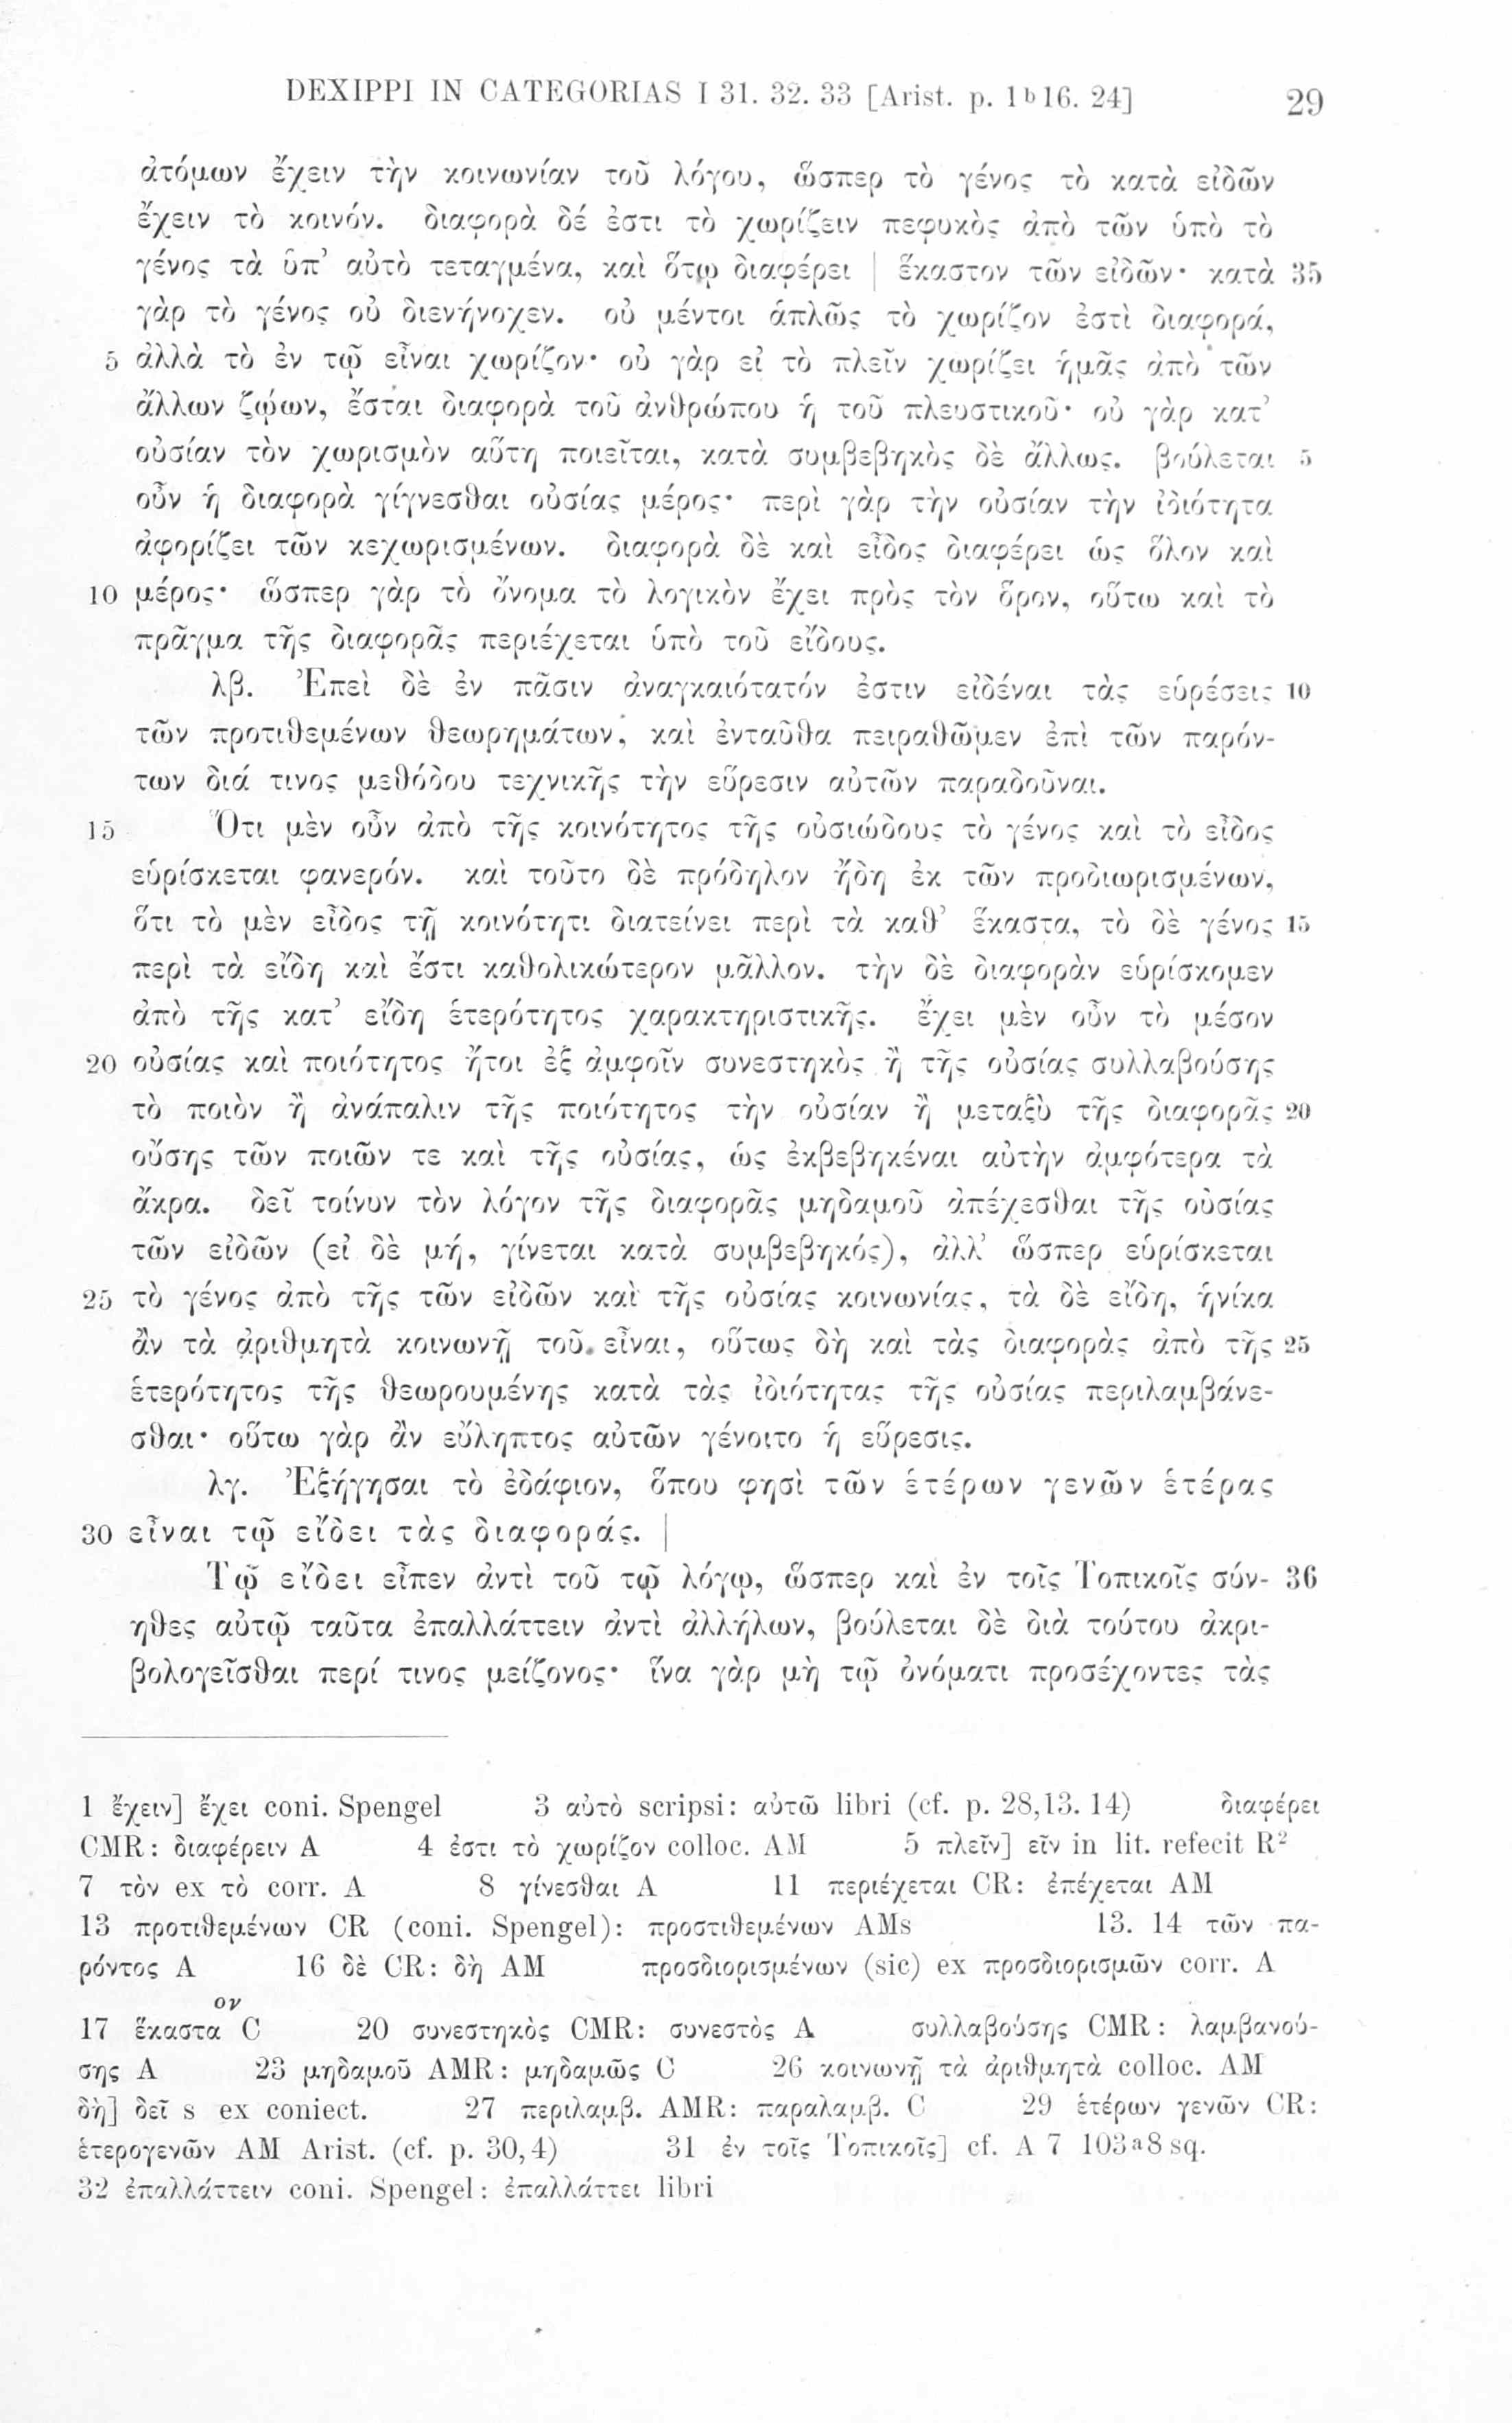 DEXIPPI IN CATEGORIAS I 31. 32. 33 [Arist. p. 1ᵇ16. 24] 29
ἀτόμων ἔχειν τὴν κοινωνίαν τοῦ λόγου, ὥσπερ τὸ γένος τὸ κατὰ εἰδῶν
ἔχειν τὸ κοινόν. διαφορὰ δέ ἐστι τὸ χωρίζειν πεφυκὸς ἀπὸ τῶν ὑπὸ τὸ
γένος τὰ ὑπ’ αὐτὸ τεταγμένα, καὶ ὅτῳ διαφέρει | ἕκαστον τῶν εἰδῶν· κατὰ 35
γὰρ τὸ γένος οὐ διενήνοχεν. οὐ μέντοι ἁπλῶς τὸ χωρίζον ἐστὶ διαφορά,
5 ἀλλὰ τὸ ἐν τῷ εἶναι χωρίζον· οὐ γὰρ εἰ τὸ πλεῖν χωρίζει ἡμᾶς ἀπὸ τῶν
ἄλλων ζῴων, ἔσται διαφορὰ τοῦ ἀνθρώπου ἡ τοῦ πλευστικοῦ· οὐ γὰρ κατ’
οὐσίαν τὸν χωρισμὸν αὕτη ποιεῖται, κατὰ συμβεβηκὸς δὲ ἄλλως. βούλεται 5
οὖν ἡ διαφορὰ γίγνεσθαι οὐσίας μέρος· περὶ γὰρ τὴν οὐσίαν τὴν ἰδιότητα
ἀφορίζει τῶν κεχωρισμένων. διαφορὰ δὲ καὶ εἶδος διαφέρει ὡς ὅλον καὶ
10 μέρος· ὥσπερ γὰρ τὸ ὄνομα τὸ λογικὸν ἔχει πρὸς τὸν ὅρον, οὕτω καὶ τὸ
πρᾶγμα τῆς διαφορᾶς περιέχεται ὑπὸ τοῦ εἴδους.
λβ. Ἐπεὶ δὲ ἐν πᾶσιν ἀναγκαιότατόν ἐστιν εἰδέναι τὰς εὑρέσεις 10
τῶν προτιθεμένων θεωρημάτων, καὶ ἐνταῦθα πειραθῶμεν ἐπὶ τῶν παρόν-
των διά τινος μεθόδου τεχνικῆς τὴν εὕρεσιν αὐτῶν παραδοῦναι.
15 Ὅτι μὲν οὖν ἀπὸ τῆς κοινότητος τῆς οὐσιώδους τὸ γένος καὶ τὸ εἶδος
εὑρίσκεται φανερόν. καὶ τοῦτο δὲ πρόδηλον ἤδη ἐκ τῶν προδιωρισμένων,
ὅτι τὸ μὲν εἶδος τῇ κοινότητι διατείνει περὶ τὰ καθ’ ἕκαστα, τὸ δὲ γένος 15
περὶ τὰ εἴδη καὶ ἔστι καθολικώτερον μᾶλλον. τὴν δὲ διαφορὰν εὑρίσκομεν
ἀπὸ τῆς κατ’ εἴδη ἑτερότητος χαρακτηριστικῆς. ἔχει μὲν οὖν τὸ μέσον
20 οὐσίας καὶ ποιότητος ἤτοι ἐξ ἀμφοῖν συνεστηκὸς ἢ τῆς οὐσίας συλλαβούσης
τὸ ποιὸν ἢ ἀνάπαλιν τῆς ποιότητος τὴν οὐσίαν ἢ μεταξὺ τῆς διαφορᾶς 20
οὔσης τῶν ποιῶν τε καὶ τῆς οὐσίας, ὡς ἐκβεβηκέναι αὐτὴν ἀμφότερα τὰ
ἄκρα. δεῖ τοίνυν τὸν λόγον τῆς διαφορᾶς μηδαμοῦ ἀπέχεσθαι τῆς οὐσίας
τῶν εἰδῶν (εἰ δὲ μή, γίνεται κατὰ συμβεβηκός), ἀλλ’ ὥσπερ εὑρίσκεται
25 τὸ γένος ἀπὸ τῆς τῶν εἰδῶν καὶ τῆς οὐσίας κοινωνίας, τὰ δὲ εἴδη, ἡνίκα
ἂν τὰ ἀριθμητὰ κοινωνῇ τοῦ εἶναι, οὕτως δὴ καὶ τὰς διαφορὰς ἀπὸ τῆς 25
ἑτερότητος τῆς θεωρουμένης κατὰ τὰς ἰδιότητας τῆς οὐσίας περιλαμβάνε-
σθαι· οὕτω γὰρ ἂν εὔληπτος αὐτῶν γένοιτο ἡ εὕρεσις.
λγ. Ἐξήγησαι τὸ ἐδάφιον, ὅπου φησὶ τῶν ἑτέρων γενῶν ἑτέρας
30 εἶναι τῷ εἴδει τὰς διαφοράς. |
Τῷ εἴδει εἶπεν ἀντὶ τοῦ τῷ λόγῳ, ὥσπερ καὶ ἐν τοῖς Τοπικοῖς σύν- 36
ηθες αὐτῷ ταῦτα ἐπαλλάττειν ἀντὶ ἀλλήλων, βούλεται δὲ διὰ τούτου ἀκρι-
βολογεῖσθαι περί τινος μείζονος· ἵνα γὰρ μὴ τῷ ὀνόματι προσέχοντες τὰς
1 ἔχειν] ἔχει coni. Spengel 3 αὐτὸ scripsi: αὐτῶ libri (cf. p. 28,13. 14) διαφέρει
CMR: διαφέρειν A 4 ἐστι τὸ χωρίζον colloc. AM 5 πλεῖν] εῖν in lit. refecit R²
7 τὸν ex τὸ corr. A 8 γίνεσθαι A 11 περιέχεται CR: ἐπέχεται AM
13 προτιθεμένων CR (coni. Spengel): προστιθεμένων AMs 13. 14 τῶν πα-
ρόντος A 16 δὲ CR: δὴ AM προσδιορισμένων (sic) ex προσδιορισμῶν corr. A
ον
17 ἕκαστα C 20 συνεστηκὸς CMR: συνεστὸς A συλλαβούσης CMR: λαμβανού-
σης A 23 μηδαμοῦ AMR: μηδαμῶς C 26 κοινωνῇ τὰ ἀριθμητὰ colloc. AM
δὴ] δεῖ s ex coniect. 27 περιλαμβ. AMR: παραλαμβ. C 29 ἑτέρων γενῶν CR:
ἑτερογενῶν AM Arist. (cf. p. 30,4) 31 ἐν τοῖς Τοπικοῖς] cf. A 7 103ᵃ8 sq.
32 ἐπαλλάττειν coni. Spengel: ἐπαλλάττει libri